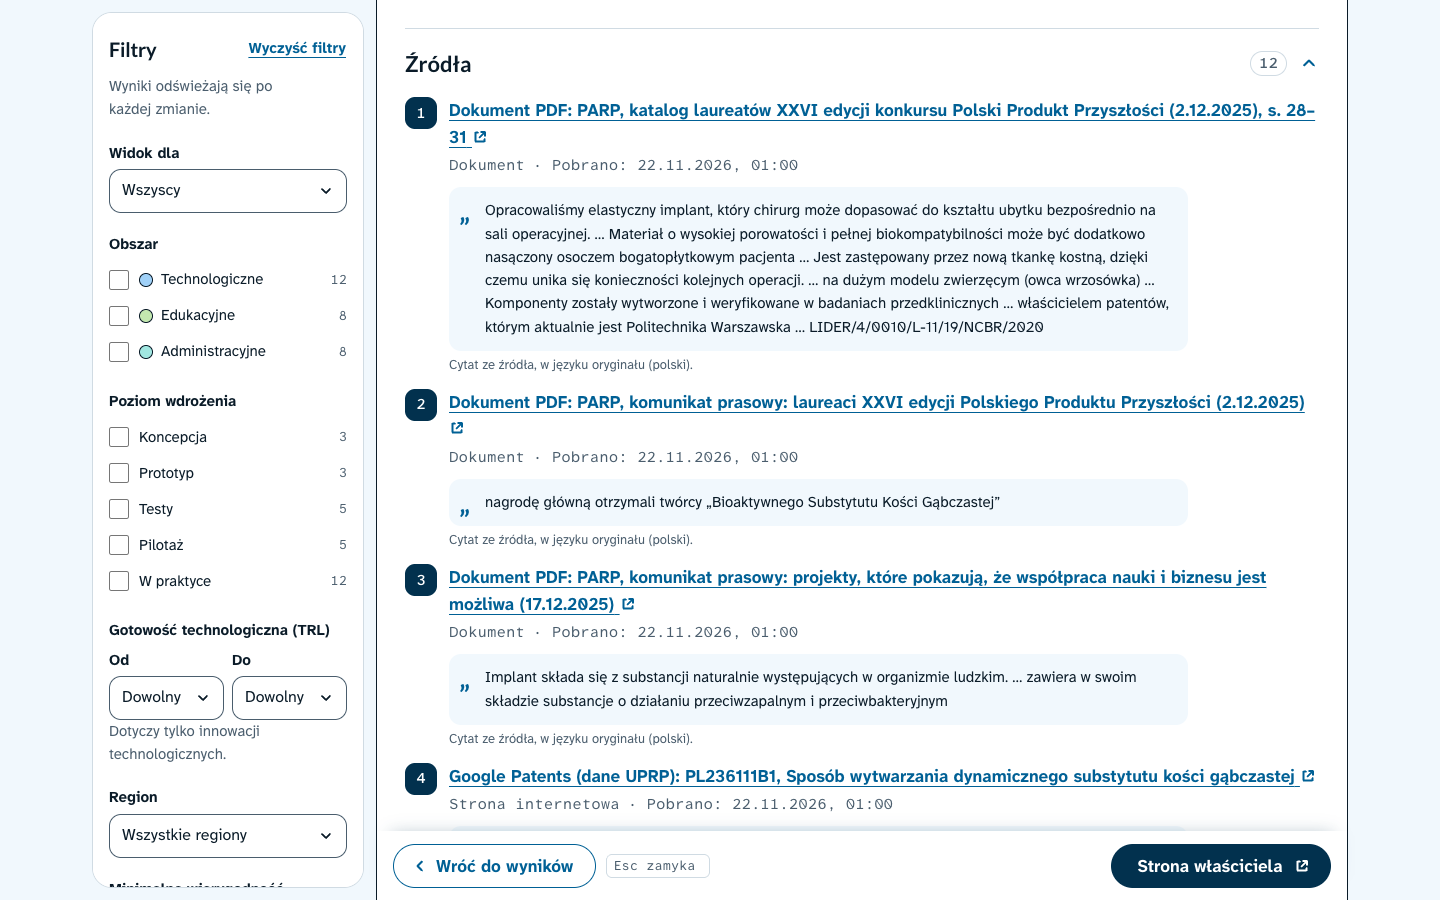 Filtry
Wyczyść filtry
Wyniki odświeżają się po
każdej zmianie.
Widok dla
Wszyscy
Obszar
Technologiczne 12
Edukacyjne 8
Administracyjne 8
Poziom wdrożenia
Koncepcja 3
Prototyp 3
Testy 5
Pilotaż 5
W praktyce 12
Gotowość technologiczna (TRL)
Od Do
Dowolny Dowolny
Dotyczy tylko innowacji
technologicznych.
Region
Wszystkie regiony
Źródła 12
1 Dokument PDF: PARP, katalog laureatów XXVI edycji konkursu Polski Produkt Przyszłości (2.12.2025), s. 28–
31
Dokument · Pobrano: 22.11.2026, 01:00
„ Opracowaliśmy elastyczny implant, który chirurg może dopasować do kształtu ubytku bezpośrednio na
sali operacyjnej. … Materiał o wysokiej porowatości i pełnej biokompatybilności może być dodatkowo
nasączony osoczem bogatopłytkowym pacjenta … Jest zastępowany przez nową tkankę kostną, dzięki
czemu unika się konieczności kolejnych operacji. … na dużym modelu zwierzęcym (owca wrzosówka) …
Komponenty zostały wytworzone i weryfikowane w badaniach przedklinicznych … właścicielem patentów,
którym aktualnie jest Politechnika Warszawska … LIDER/4/0010/L-11/19/NCBR/2020
Cytat ze źródła, w języku oryginału (polski).
2 Dokument PDF: PARP, komunikat prasowy: laureaci XXVI edycji Polskiego Produktu Przyszłości (2.12.2025)
Dokument · Pobrano: 22.11.2026, 01:00
„ nagrodę główną otrzymali twórcy „Bioaktywnego Substytutu Kości Gąbczastej”
Cytat ze źródła, w języku oryginału (polski).
3 Dokument PDF: PARP, komunikat prasowy: projekty, które pokazują, że współpraca nauki i biznesu jest
możliwa (17.12.2025)
Dokument · Pobrano: 22.11.2026, 01:00
„ Implant składa się z substancji naturalnie występujących w organizmie ludzkim. … zawiera w swoim
składzie substancje o działaniu przeciwzapalnym i przeciwbakteryjnym
Cytat ze źródła, w języku oryginału (polski).
4 Google Patents (dane UPRP): PL236111B1, Sposób wytwarzania dynamicznego substytutu kości gąbczastej
Strona internetowa · Pobrano: 22.11.2026, 01:00
Wróć do wyników
Esc zamyka
Strona właściciela